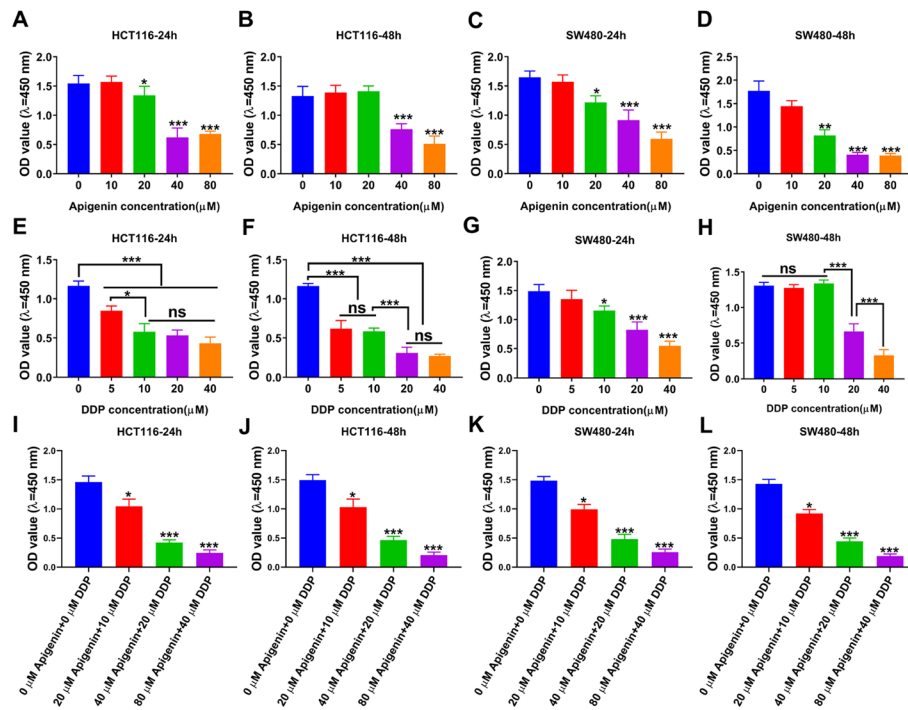 A
HCT116-24h
OD value (λ=450 nm)
2.0
1.5
1.0
0.5
0.0
*
***
***
0 10 20 40 80
Apigenin concentration(μM)
B
HCT116-48h
OD value (λ=450 nm)
2.0
1.5
1.0
0.5
0.0
***
***
0 10 20 40 80
Apigenin concentration(μM)
C
SW480-24h
OD value (λ=450 nm)
2.0
1.5
1.0
0.5
0.0
*
***
***
0 10 20 40 80
Apigenin concentration(μM)
D
SW480-48h
OD value (λ=450 nm)
2.5
2.0
1.5
1.0
0.5
0.0
**
***
***
0 10 20 40 80
Apigenin concentration(μM)
E
HCT116-24h
OD value (λ=450 nm)
1.5
1.0
0.5
0.0
***
*
ns
0 5 10 20 40
DDP concentration(μM)
F
HCT116-48h
OD value (λ=450 nm)
1.5
1.0
0.5
0.0
***
***
ns
***
ns
0 5 10 20 40
DDP concentration(μM)
G
SW480-24h
OD value (λ=450 nm)
2.0
1.5
1.0
0.5
0.0
*
***
***
0 5 10 20 40
DDP concentration(μM)
H
SW480-48h
OD value (λ=450 nm)
1.5
1.0
0.5
0.0
ns
***
***
0 5 10 20 40
DDP concentration(μM)
I
HCT116-24h
OD value (λ=450 nm)
2.0
1.5
1.0
0.5
0.0
*
***
***
0 μM Apigenin+0 μM DDP
20 μM Apigenin+10 μM DDP
40 μM Apigenin+20 μM DDP
80 μM Apigenin+40 μM DDP
J
HCT116-48h
OD value (λ=450 nm)
2.0
1.5
1.0
0.5
0.0
*
***
***
0 μM Apigenin+0 μM DDP
20 μM Apigenin+10 μM DDP
40 μM Apigenin+20 μM DDP
80 μM Apigenin+40 μM DDP
K
SW480-24h
OD value (λ=450 nm)
2.0
1.5
1.0
0.5
0.0
*
***
***
0 μM Apigenin+0 μM DDP
20 μM Apigenin+10 μM DDP
40 μM Apigenin+20 μM DDP
80 μM Apigenin+40 μM DDP
L
SW480-48h
OD value (λ=450 nm)
2.0
1.5
1.0
0.5
0.0
*
***
***
0 μM Apigenin+0 μM DDP
20 μM Apigenin+10 μM DDP
40 μM Apigenin+20 μM DDP
80 μM Apigenin+40 μM DDP